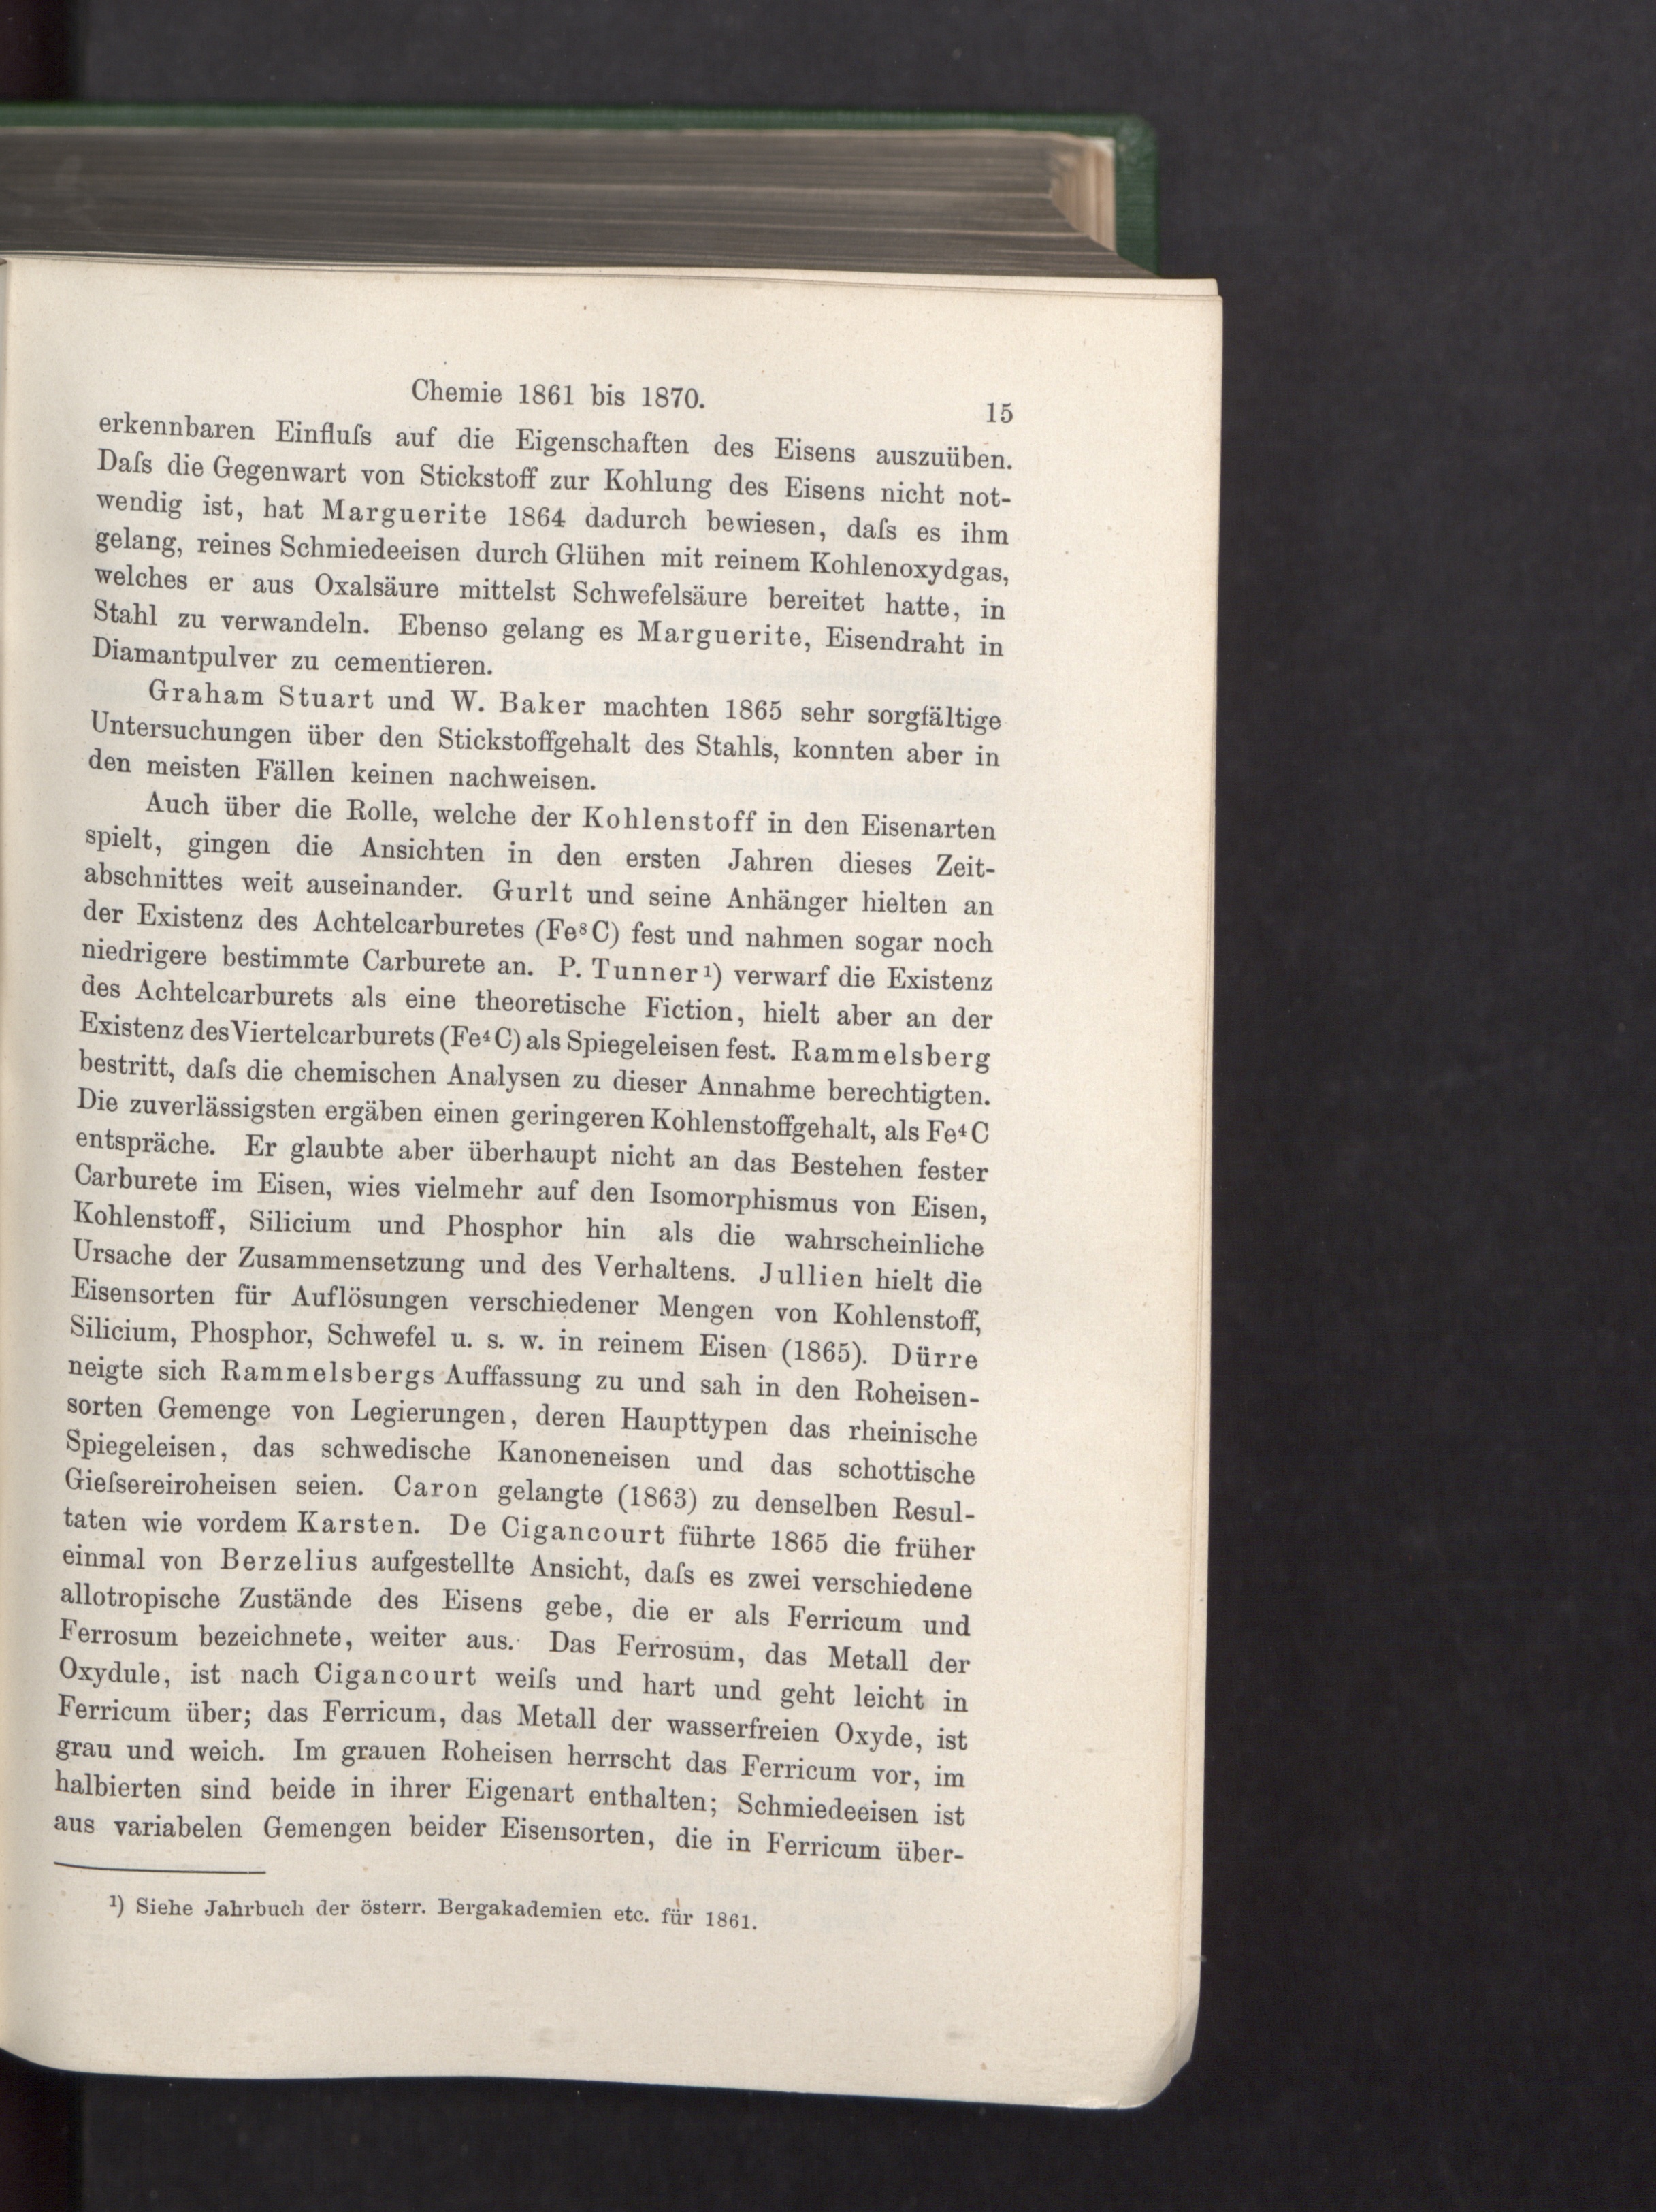 Chemie 1861 bis 1870.
15
erkennbaren Einfluſs auf die Eigenschaften des Eisens auszuüben.
Daſs die Gegenwart von Stickstoff zur Kohlung des Eisens nicht not-
wendig ist, hat Marguerite 1864 dadurch bewiesen, daſs es ihm
gelang, reines Schmiedeeisen durch Glühen mit reinem Kohlenoxydgas,
welches er aus Oxalsäure mittelst Schwefelsäure bereitet hatte, in
Stahl zu verwandeln. Ebenso gelang es Marguerite, Eisendraht in
Diamantpulver zu cementieren.
Graham Stuart und W. Baker machten 1865 sehr sorgfältige
Untersuchungen über den Stickstoffgehalt des Stahls, konnten aber in
den meisten Fällen keinen nachweisen.
Auch über die Rolle, welche der Kohlenstoff in den Eisenarten
spielt, gingen die Ansichten in den ersten Jahren dieses Zeit-
abschnittes weit auseinander. Gurlt und seine Anhänger hielten an
der Existenz des Achtelcarburetes (Fe⁸C) fest und nahmen sogar noch
niedrigere bestimmte Carburete an. P. Tunner¹) verwarf die Existenz
des Achtelcarburets als eine theoretische Fiction, hielt aber an der
Existenz des Viertelcarburets (Fe⁴C) als Spiegeleisen fest. Rammelsberg
bestritt, daſs die chemischen Analysen zu dieser Annahme berechtigten.
Die zuverlässigsten ergäben einen geringeren Kohlenstoffgehalt, als Fe⁴C
entspräche. Er glaubte aber überhaupt nicht an das Bestehen fester
Carburete im Eisen, wies vielmehr auf den Isomorphismus von Eisen,
Kohlenstoff, Silicium und Phosphor hin als die wahrscheinliche
Ursache der Zusammensetzung und des Verhaltens. Jullien hielt die
Eisensorten für Auflösungen verschiedener Mengen von Kohlenstoff,
Silicium, Phosphor, Schwefel u. s. w. in reinem Eisen (1865). Dürre
neigte sich Rammelsbergs Auffassung zu und sah in den Roheisen-
sorten Gemenge von Legierungen, deren Haupttypen das rheinische
Spiegeleisen, das schwedische Kanoneneisen und das schottische
Gieſsereiroheisen seien. Caron gelangte (1863) zu denselben Resul-
taten wie vordem Karsten. De Cigancourt führte 1865 die früher
einmal von Berzelius aufgestellte Ansicht, daſs es zwei verschiedene
allotropische Zustände des Eisens gebe, die er als Ferricum und
Ferrosum bezeichnete, weiter aus. Das Ferrosum, das Metall der
Oxydule, ist nach Cigancourt weiſs und hart und geht leicht in
Ferricum über; das Ferricum, das Metall der wasserfreien Oxyde, ist
grau und weich. Im grauen Roheisen herrscht das Ferricum vor, im
halbierten sind beide in ihrer Eigenart enthalten; Schmiedeeisen ist
aus variabelen Gemengen beider Eisensorten, die in Ferricum über-
¹) Siehe Jahrbuch der österr. Bergakademien etc. für 1861.